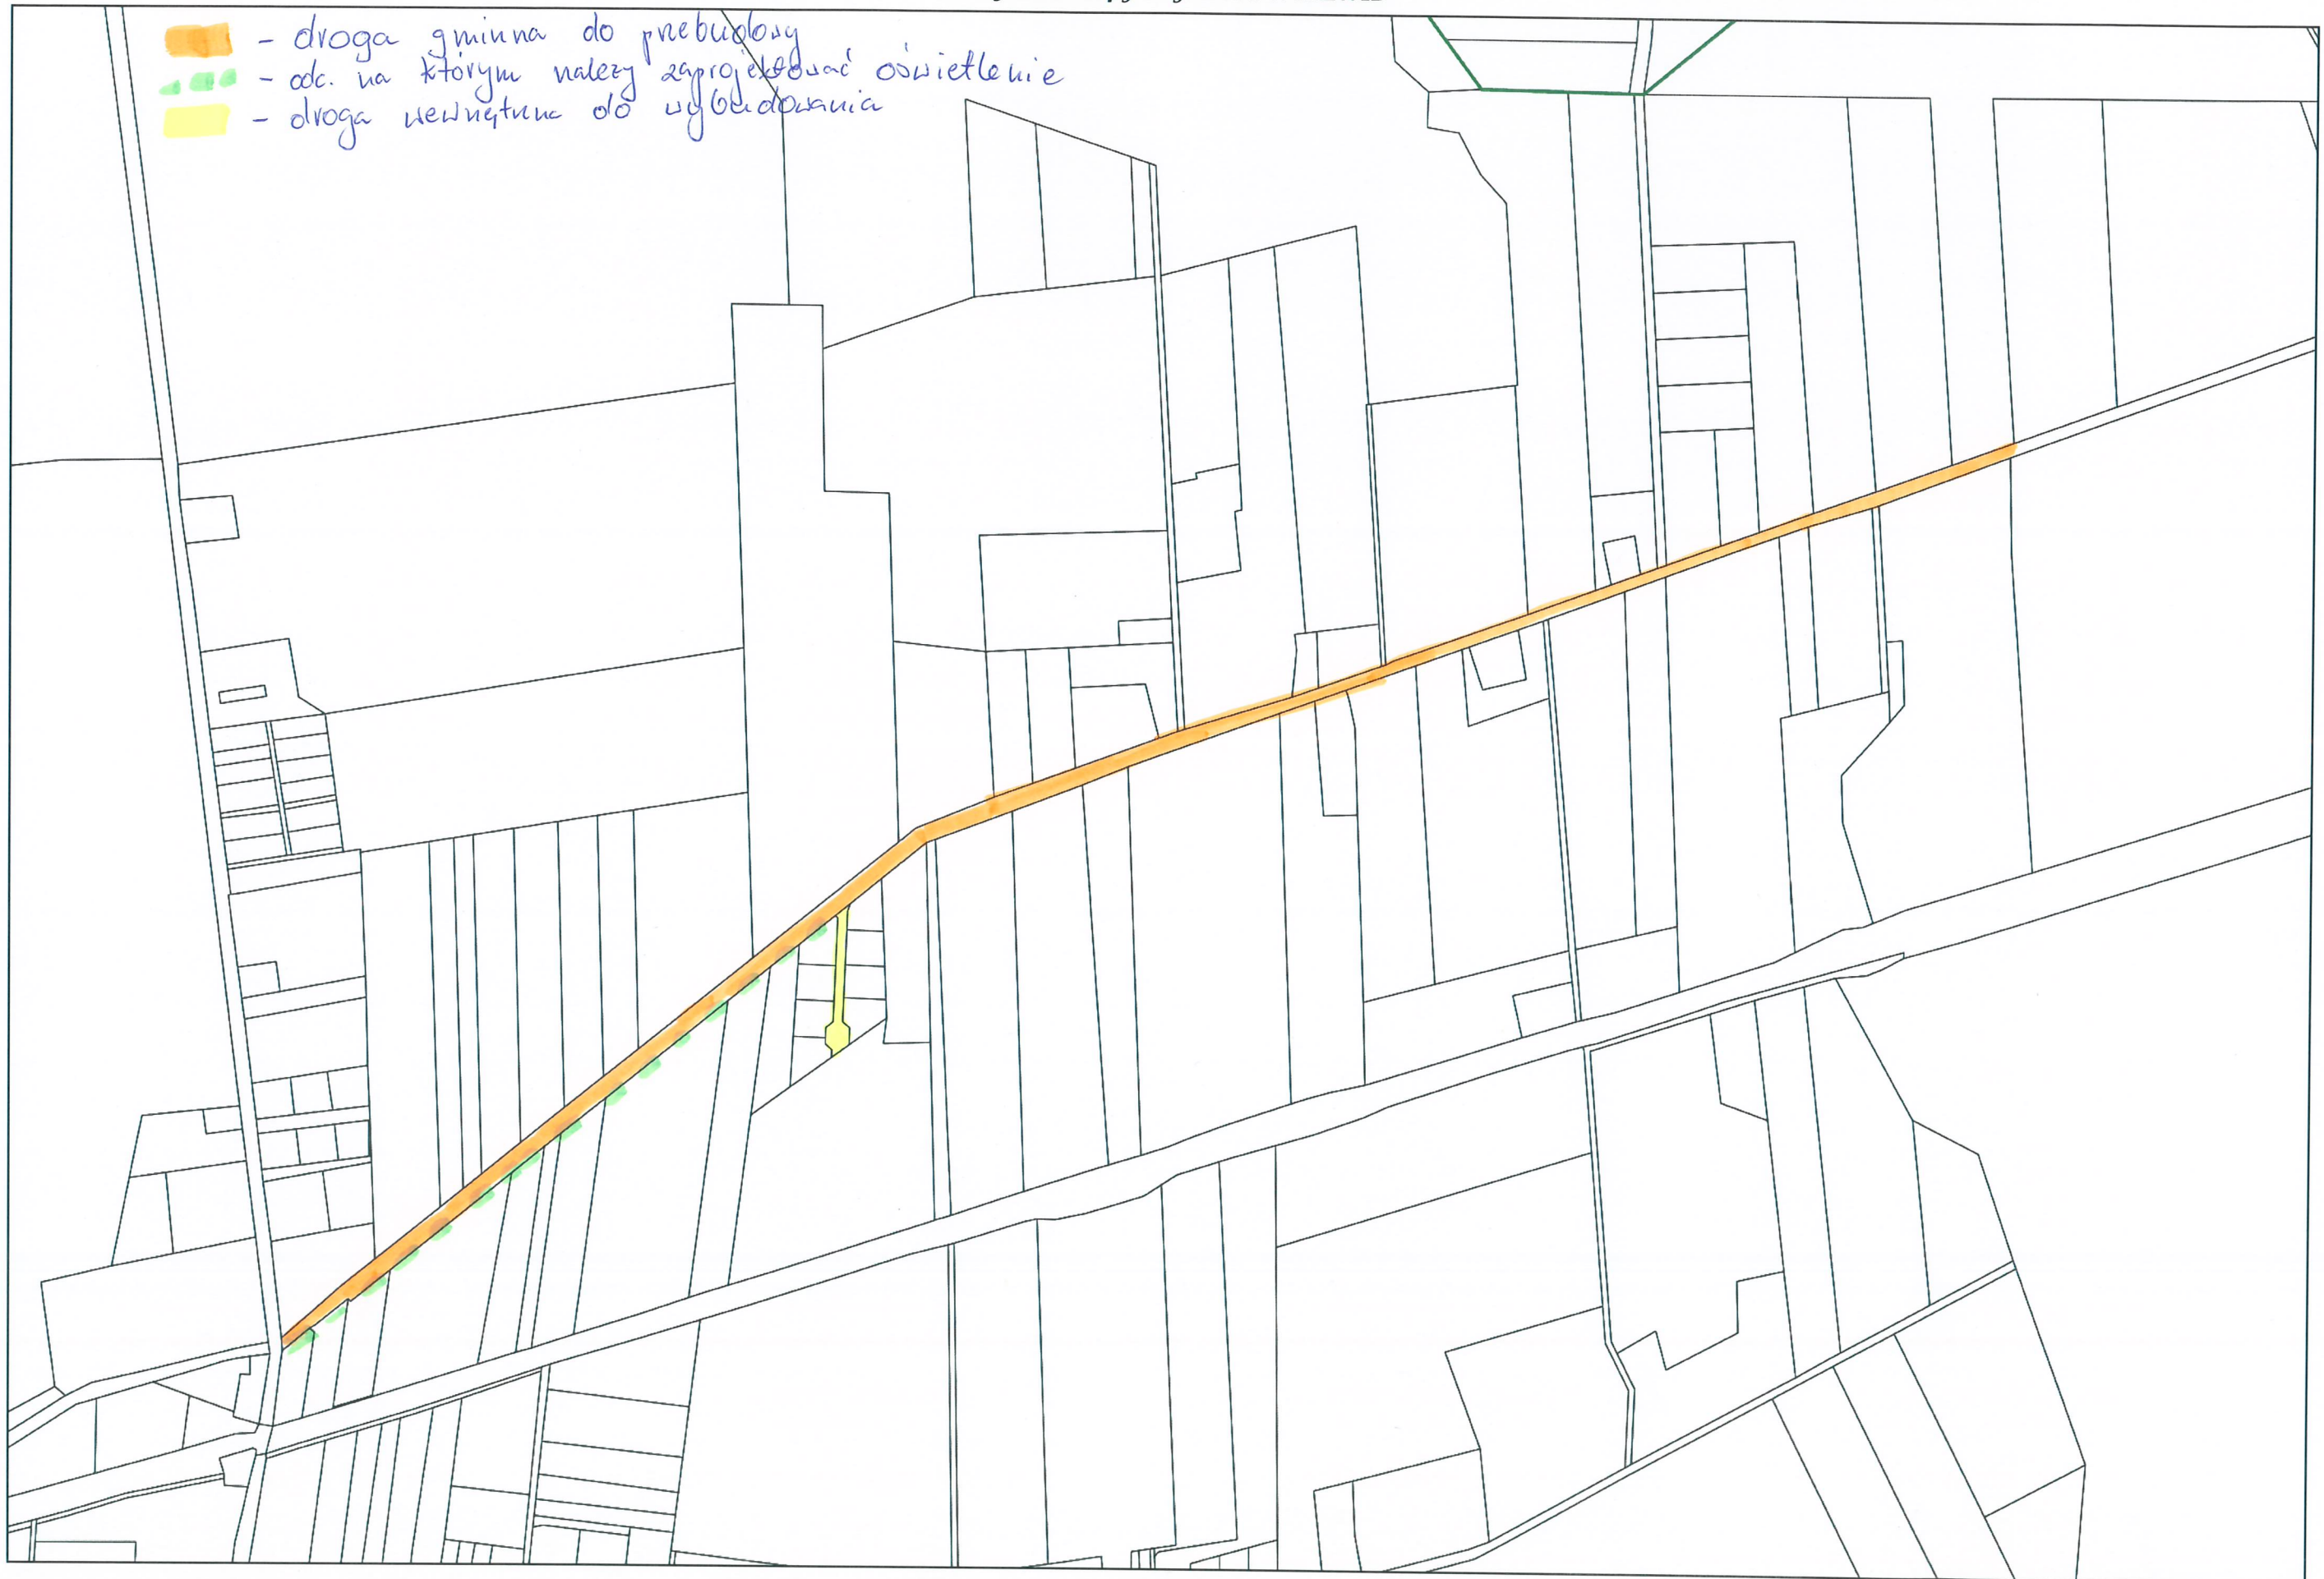 - droga gminna do przebudowy
- odc. na którym należy zaprojektować oświetlenie
- droga wewnętrzna do wybudowania